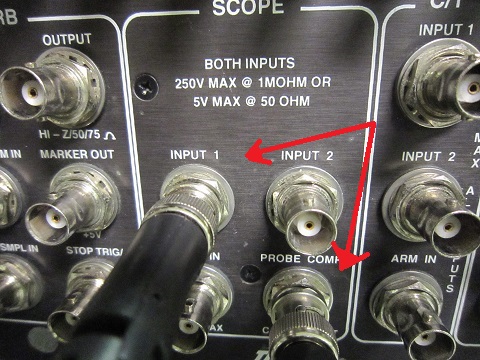 RB
SCOPE
C/T
OUTPUT
BOTH INPUTS
250V MAX @ 1MOHM OR
5V MAX @ 50 OHM
INPUT 1
HI – Z/50/75
M IN
MARKER OUT
INPUT 1
INPUT 2
INPUT 2
MAX
A
+5V
SMPL IN
STOP TRIG/
IN
PROBE COMP
ARM IN
PUTS
AX